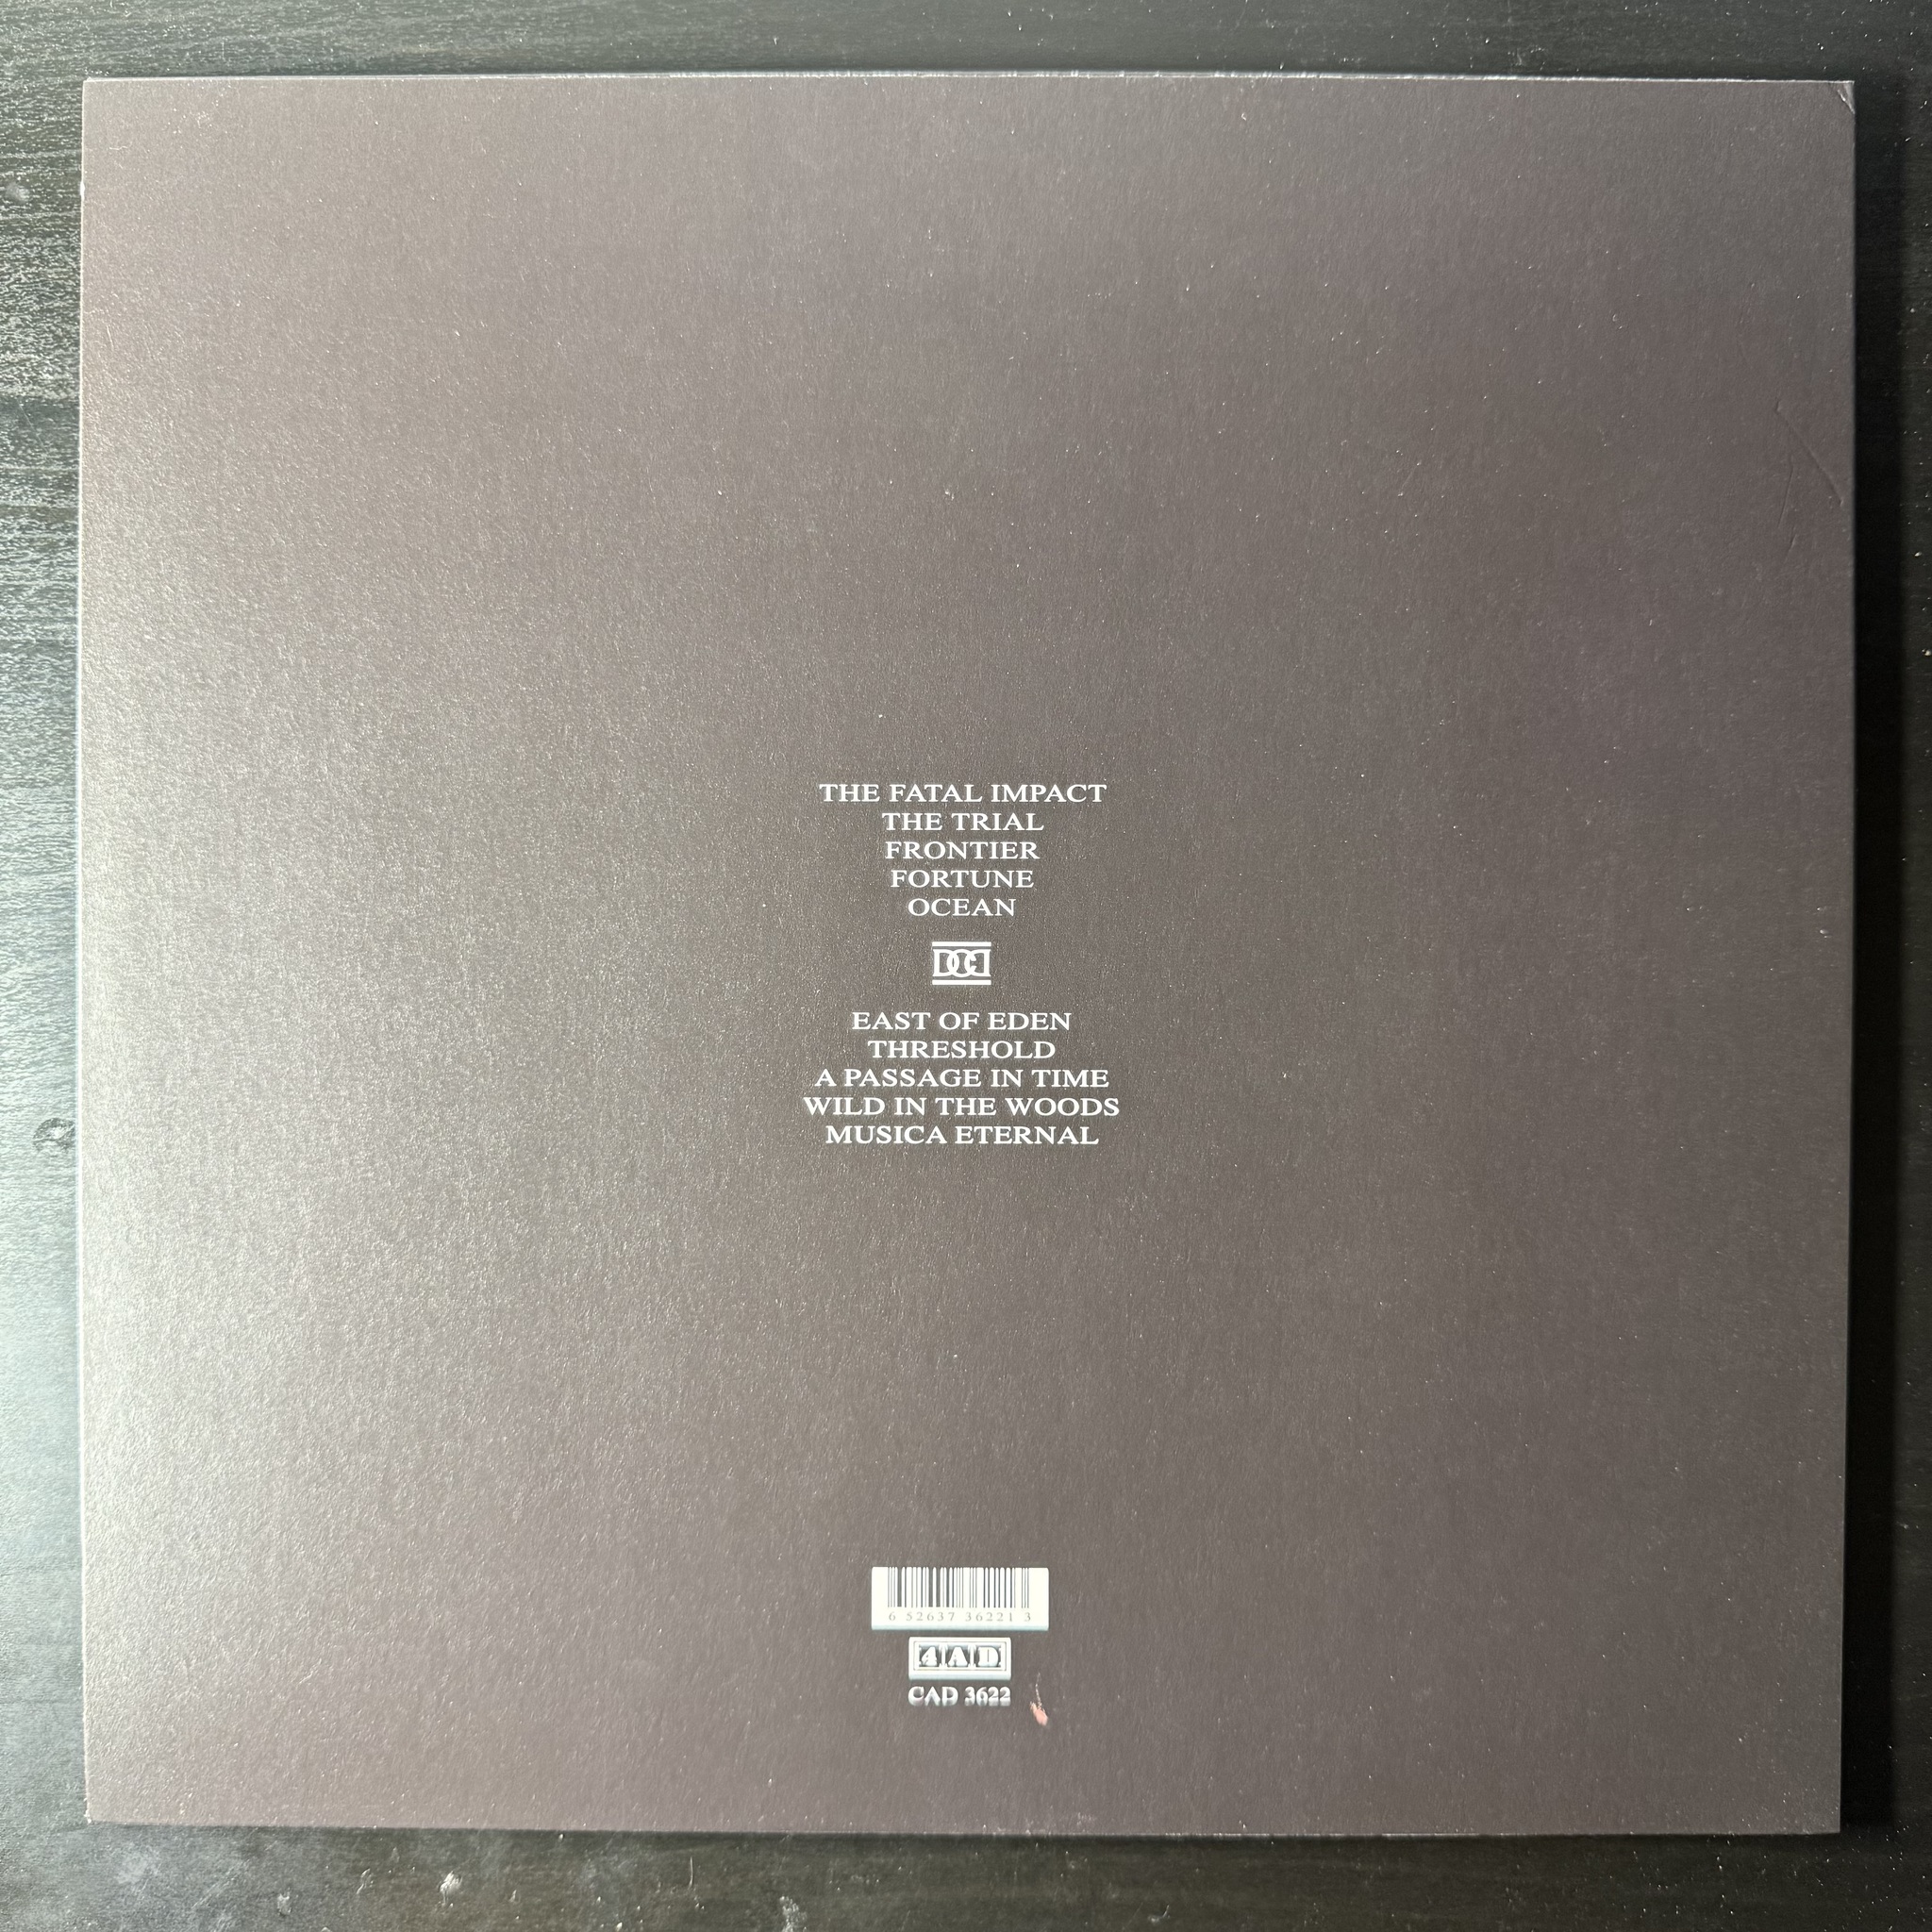 THE FATAL IMPACT
THE TRIAL
FRONTIER
FORTUNE
OCEAN
DCD
EAST OF EDEN
THRESHOLD
A PASSAGE IN TIME
WILD IN THE WOODS
MUSICA ETERNAL
6 52637 36221 3
4AD
CAD 3622